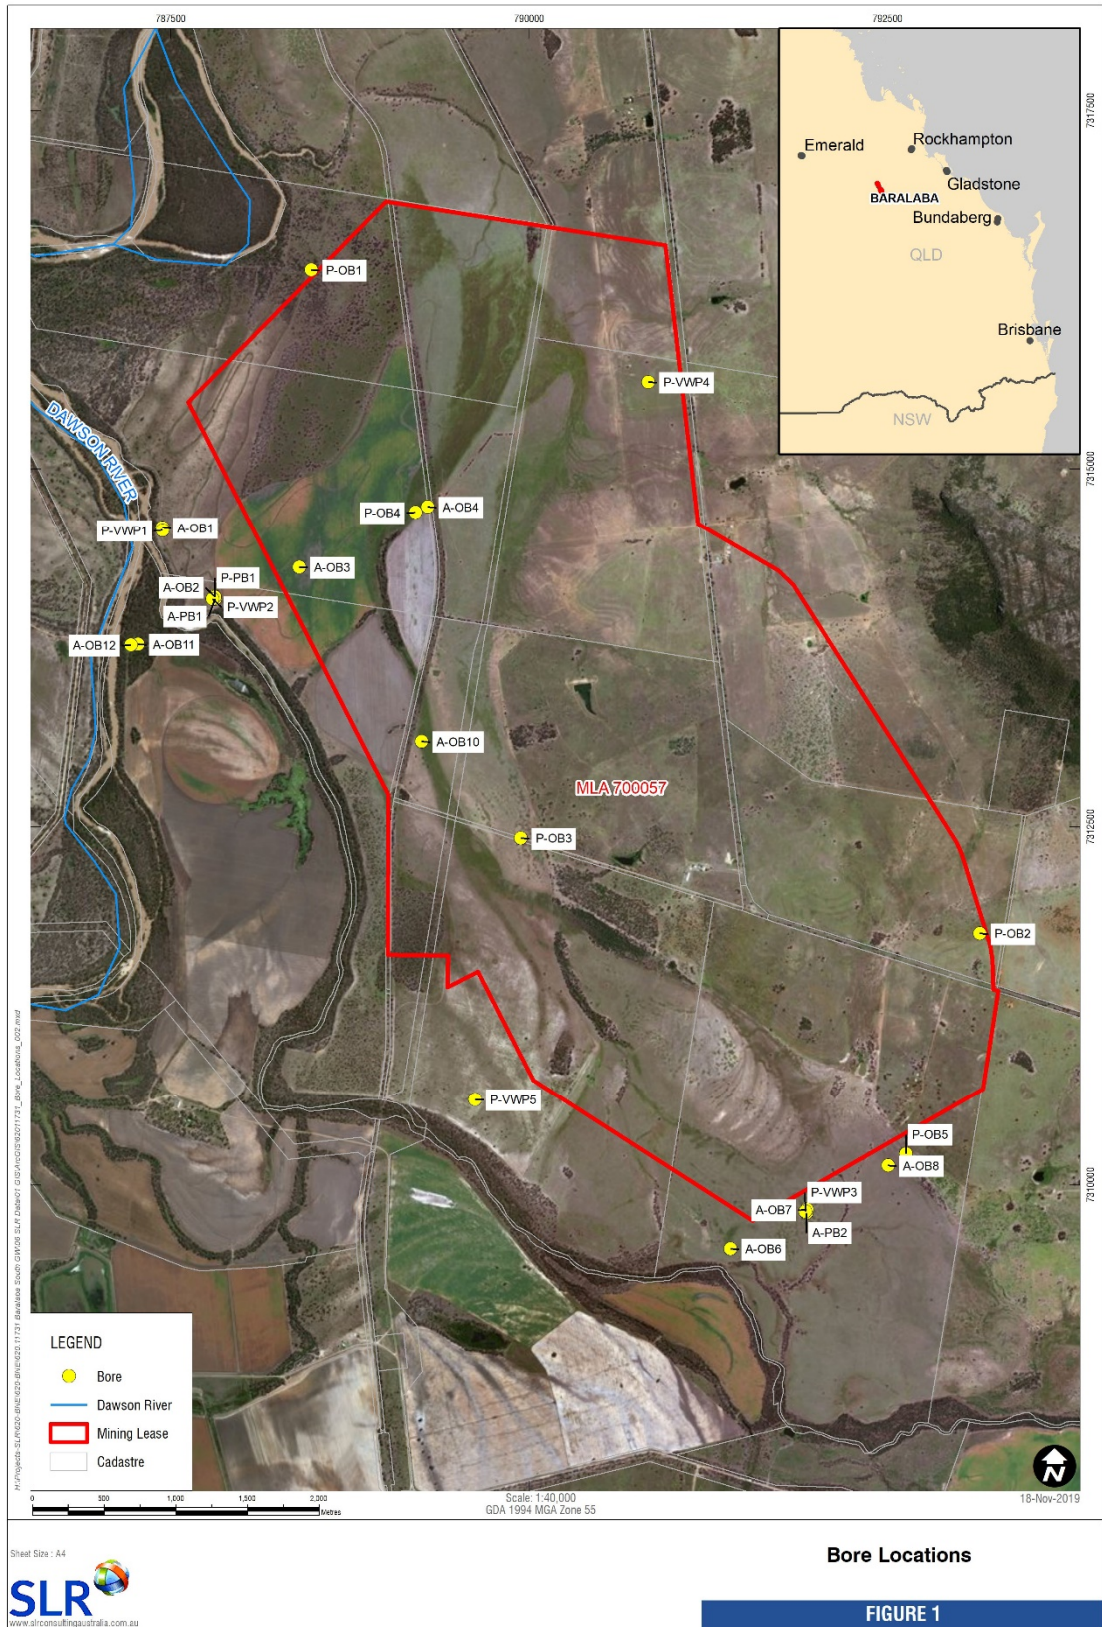 787500
790000
792500
7317500
7315000
7312500
7310000
Emerald
Rockhampton
Gladstone
BARALABA
Bundaberg
QLD
Brisbane
NSW
P-OB1
P-VWP4
DAWSON RIVER
P-OB4
A-OB4
P-VWP1
A-OB1
A-OB3
P-PB1
A-OB2
P-VWP2
A-PB1
A-OB12
A-OB11
A-OB10
MLA 700057
P-OB3
P-OB2
P-VWP5
P-OB5
A-OB8
P-VWP3
A-OB7
A-PB2
A-OB6
LEGEND
Bore
Dawson River
Mining Lease
Cadastre
N
0 500 1,000 1,500 2,000
Metres
Scale: 1:40,000
GDA 1994 MGA Zone 55
18-Nov-2019
Sheet Size : A4
SLR
www.slrconsultingaustralia.com.au
Bore Locations
FIGURE 1